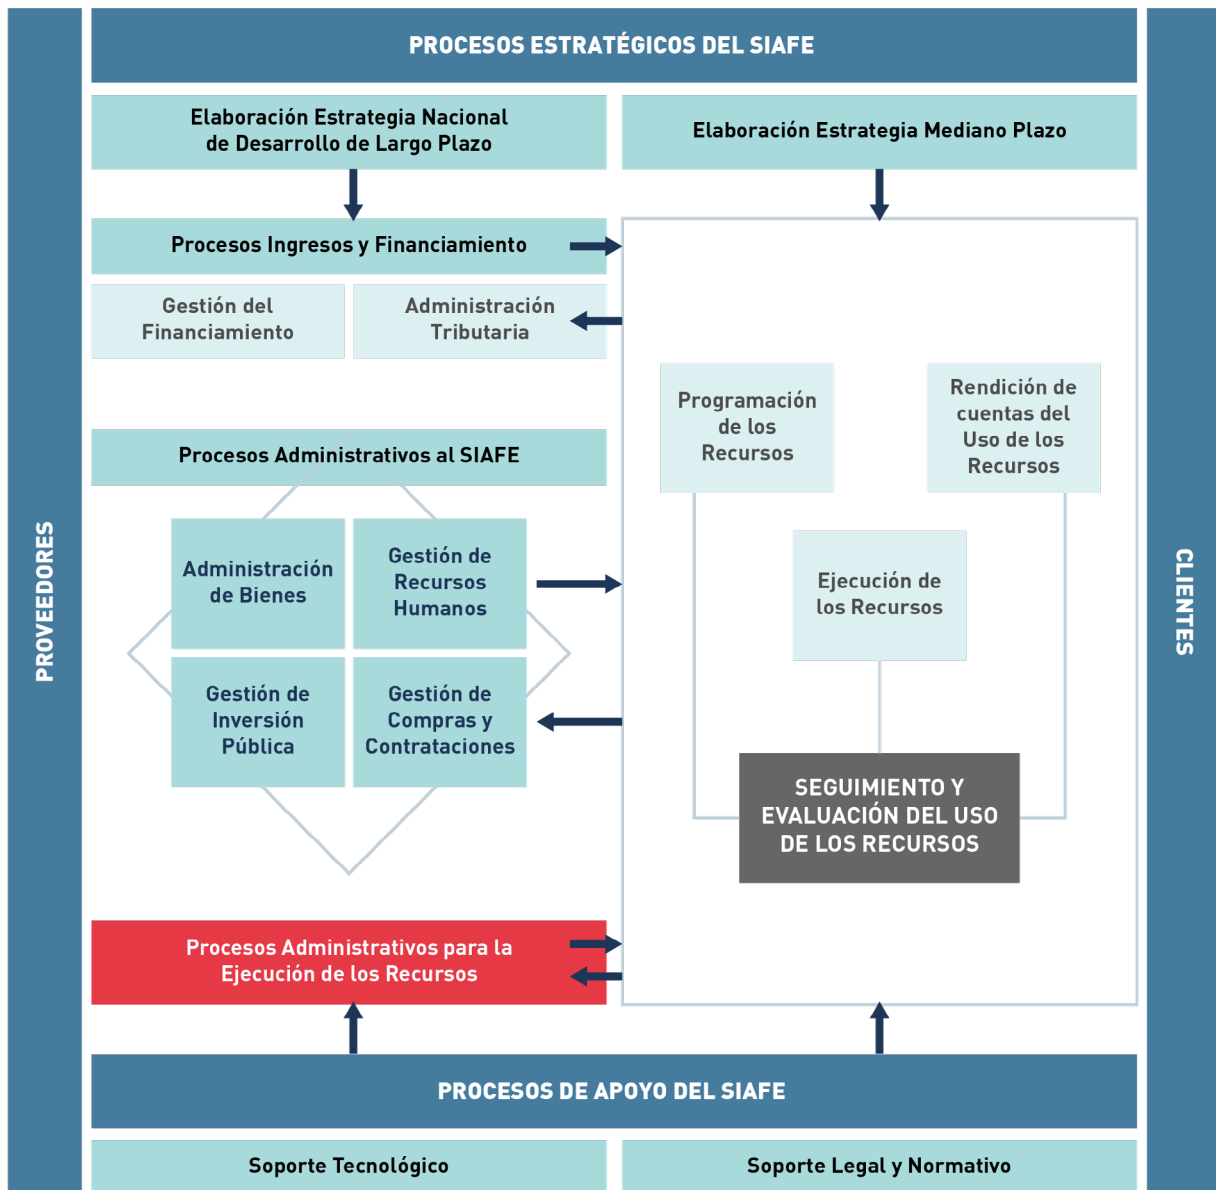 PROCESOS ESTRATÉGICOS DEL SIAFE
PROVEEDORES
CLIENTES
Elaboración Estrategia Nacional
de Desarrollo de Largo Plazo
Elaboración Estrategia Mediano Plazo
Procesos Ingresos y Financiamiento
Gestión del
Financiamiento
Administración
Tributaria
Procesos Administrativos al SIAFE
Administración
de Bienes
Gestión de
Recursos
Humanos
Gestión de
Inversión
Pública
Gestión de
Compras y
Contrataciones
Programación
de los
Recursos
Rendición de
cuentas del
Uso de los
Recursos
Ejecución de
los Recursos
SEGUIMIENTO Y
EVALUACIÓN DEL USO
DE LOS RECURSOS
Procesos Administrativos para la
Ejecución de los Recursos
PROCESOS DE APOYO DEL SIAFE
Soporte Tecnológico
Soporte Legal y Normativo